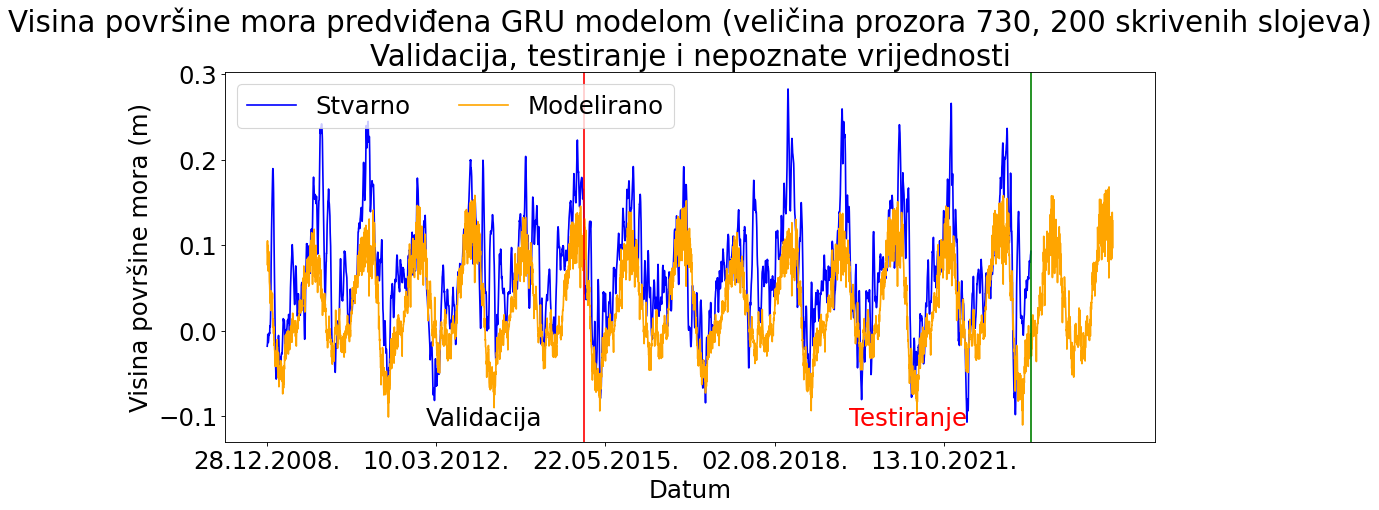 Visina površine mora predviđena GRU modelom (veličina prozora 730, 200 skrivenih slojeva)
Validacija, testiranje i nepoznate vrijednosti
Stvarno
Modelirano
Visina površine mora (m)
0.3
0.2
0.1
0.0
−0.1
Validacija
Testiranje
28.12.2008.
10.03.2012.
22.05.2015.
02.08.2018.
13.10.2021.
Datum